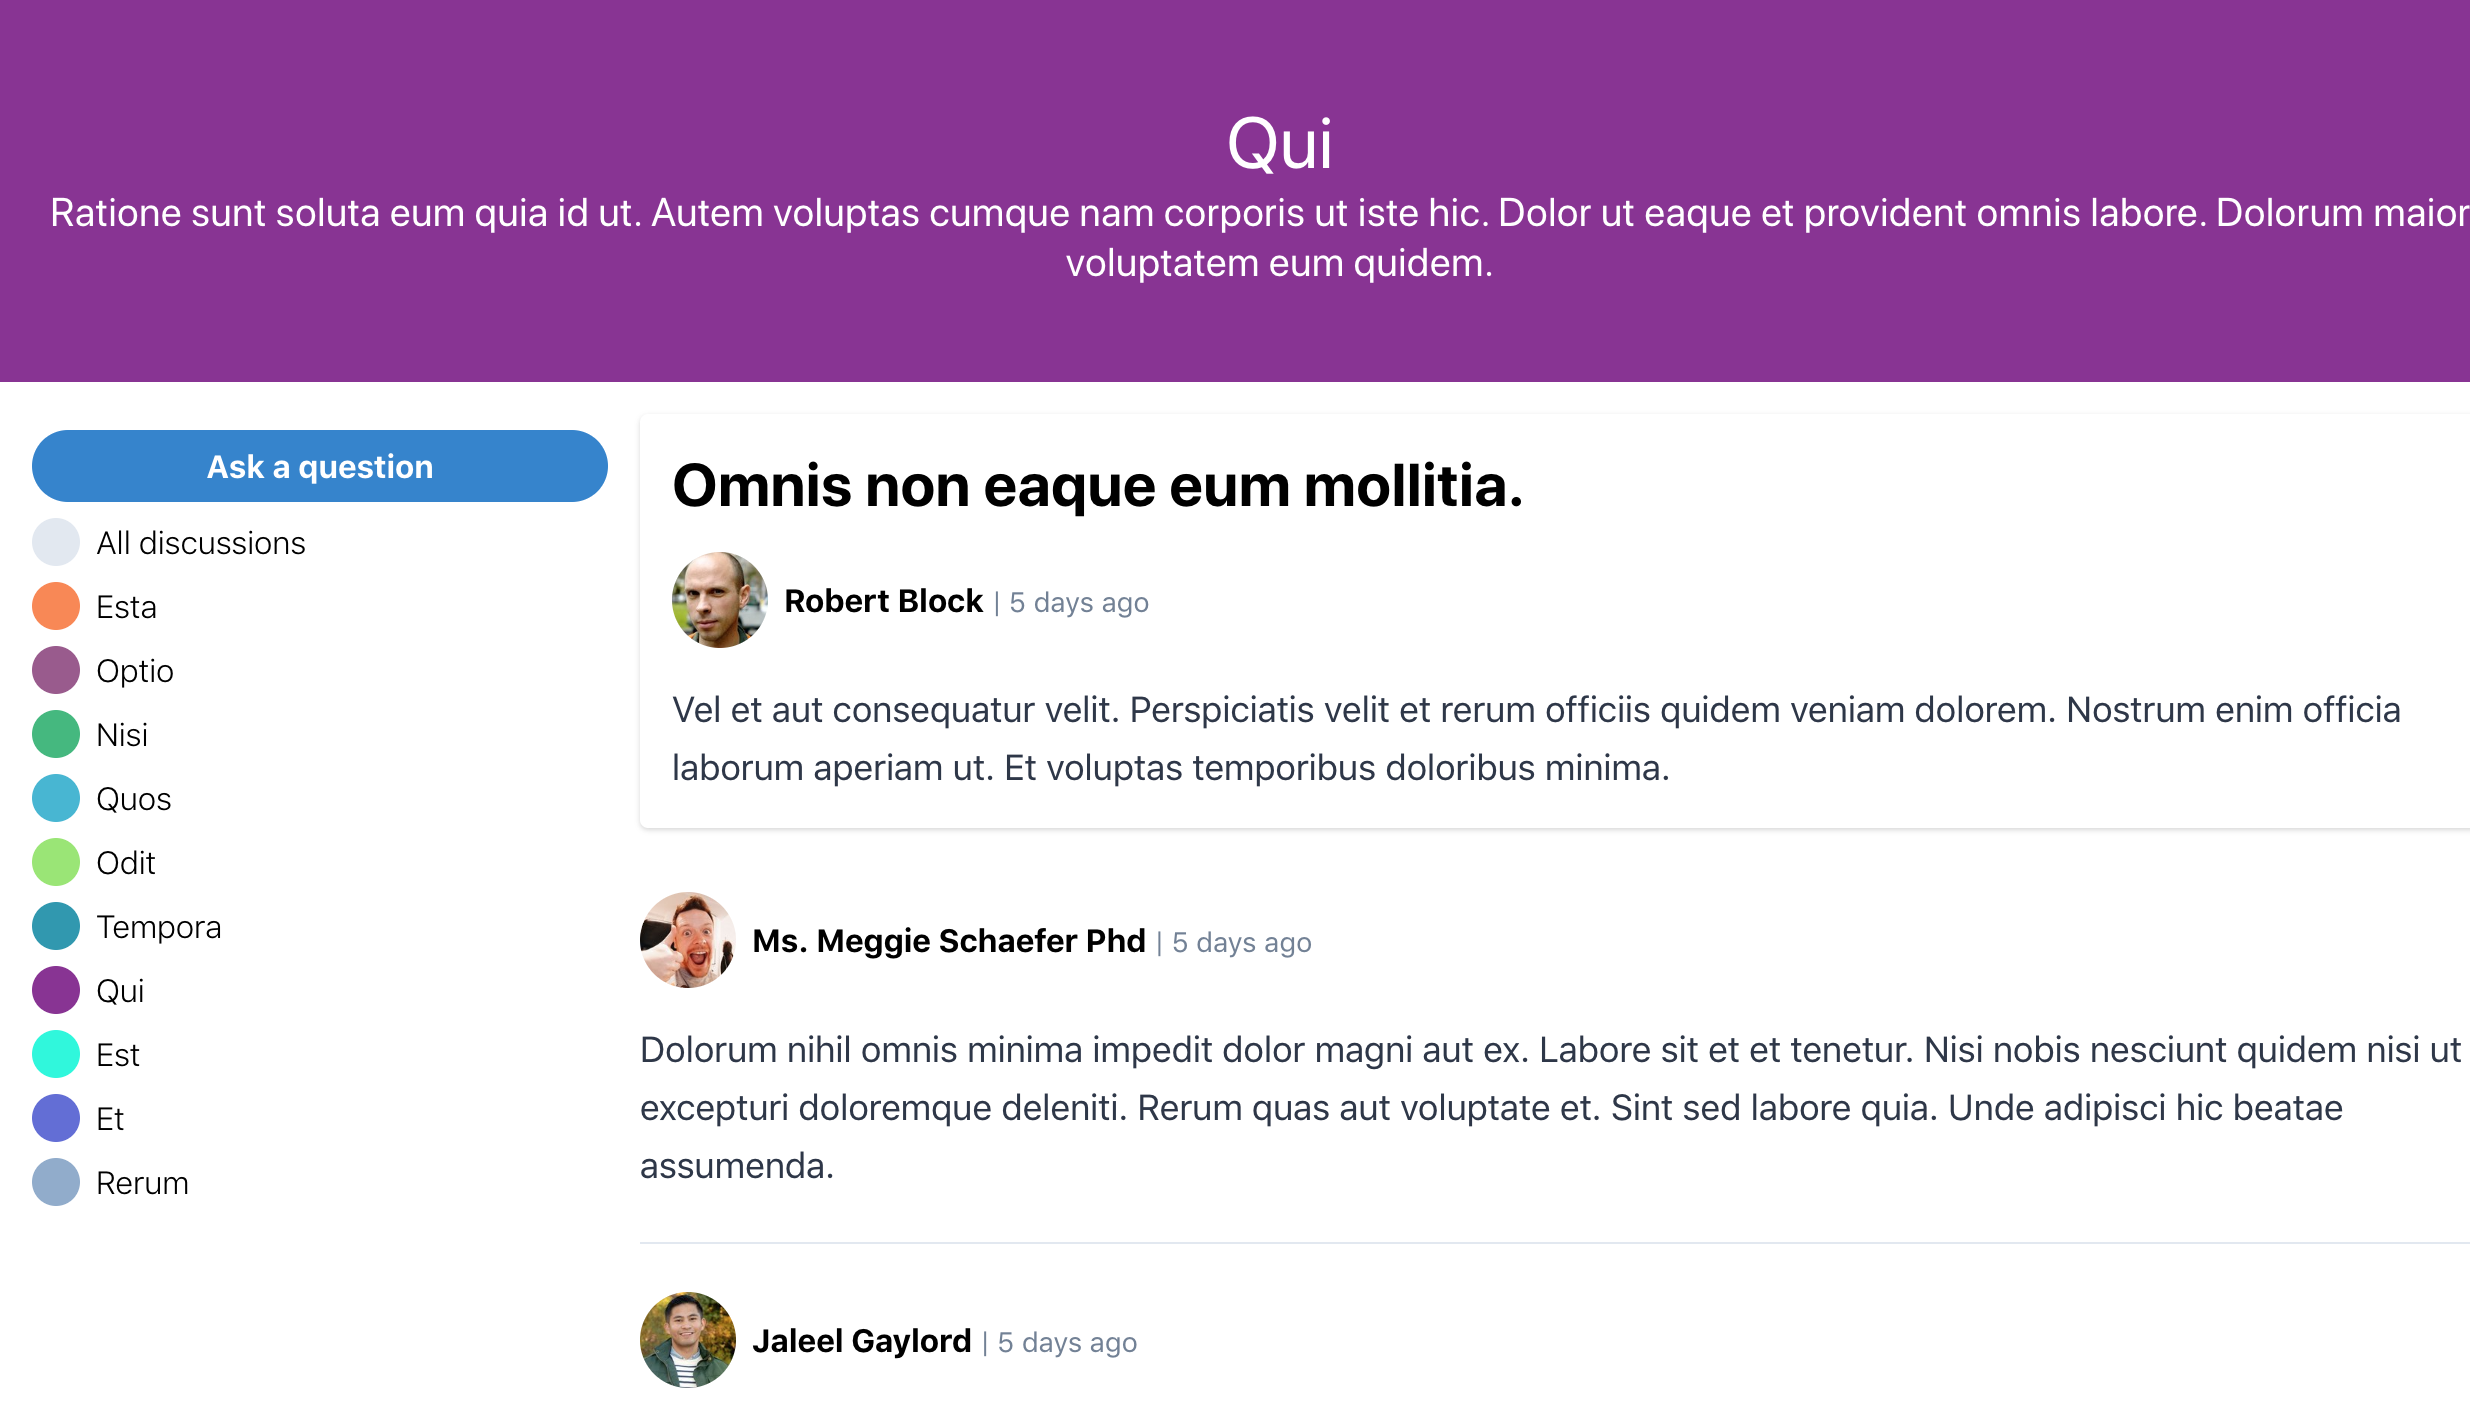 Qui
Ratione sunt soluta eum quia id ut. Autem voluptas cumque nam corporis ut iste hic. Dolor ut eaque et provident omnis labore. Dolorum maior
voluptatem eum quidem.
Ask a question
All discussions
Esta
Optio
Nisi
Quos
Odit
Tempora
Qui
Est
Et
Rerum
Omnis non eaque eum mollitia.
Robert Block | 5 days ago
Vel et aut consequatur velit. Perspiciatis velit et rerum officiis quidem veniam dolorem. Nostrum enim officia
laborum aperiam ut. Et voluptas temporibus doloribus minima.
Ms. Meggie Schaefer Phd | 5 days ago
Dolorum nihil omnis minima impedit dolor magni aut ex. Labore sit et et tenetur. Nisi nobis nesciunt quidem nisi ut
excepturi doloremque deleniti. Rerum quas aut voluptate et. Sint sed labore quia. Unde adipisci hic beatae
assumenda.
Jaleel Gaylord | 5 days ago